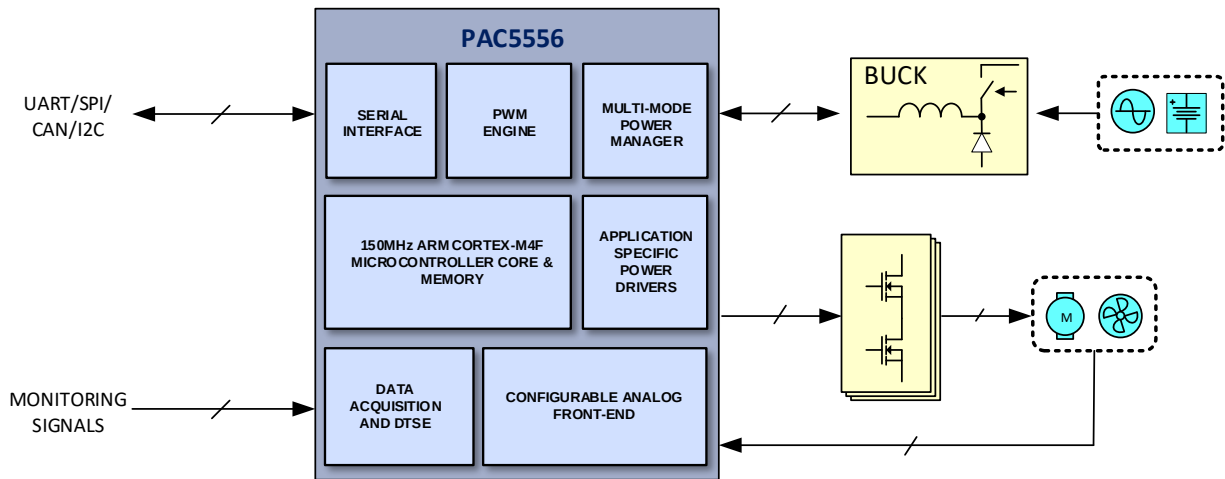 PAC5556
UART/SPI/
CAN/I2C
SERIAL
INTERFACE
PWM
ENGINE
MULTI-MODE
POWER
MANAGER
BUCK
+
150MHz ARM CORTEX-M4F
MICROCONTROLLER CORE &
MEMORY
APPLICATION
SPECIFIC
POWER
DRIVERS
M
MONITORING
SIGNALS
DATA
ACQUISITION
AND DTSE
CONFIGURABLE ANALOG
FRONT-END